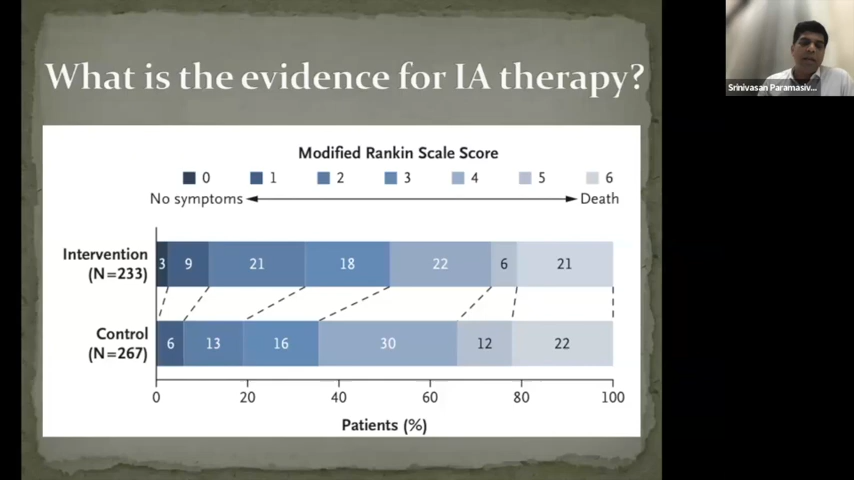 What is the evidence for IA therapy?
Srinivasan Paramasiv...
Modified Rankin Scale Score
0 1 2 3 4 5 6
No symptoms Death
Intervention
(N=233)
3 9 21 18 22 6 21
Control
(N=267)
6 13 16 30 12 22
0 20 40 60 80 100
Patients (%)